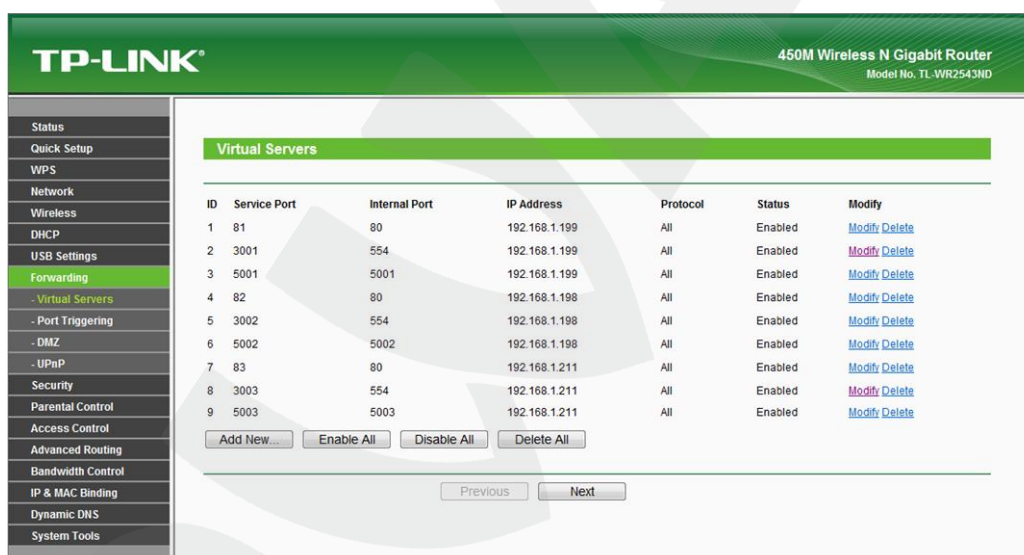 TP-LINK®
450M Wireless N Gigabit Router
Model No. TL-WR2543ND
Status
Quick Setup
WPS
Network
Wireless
DHCP
USB Settings
Forwarding
- Virtual Servers
- Port Triggering
- DMZ
- UPnP
Security
Parental Control
Access Control
Advanced Routing
Bandwidth Control
IP & MAC Binding
Dynamic DNS
System Tools
Virtual Servers
ID Service Port Internal Port IP Address Protocol Status Modify
1 81 80 192.168.1.199 All Enabled Modify Delete
2 3001 554 192.168.1.199 All Enabled Modify Delete
3 5001 5001 192.168.1.199 All Enabled Modify Delete
4 82 80 192.168.1.198 All Enabled Modify Delete
5 3002 554 192.168.1.198 All Enabled Modify Delete
6 5002 5002 192.168.1.198 All Enabled Modify Delete
7 83 80 192.168.1.211 All Enabled Modify Delete
8 3003 554 192.168.1.211 All Enabled Modify Delete
9 5003 5003 192.168.1.211 All Enabled Modify Delete
Add New... Enable All Disable All Delete All
Previous Next